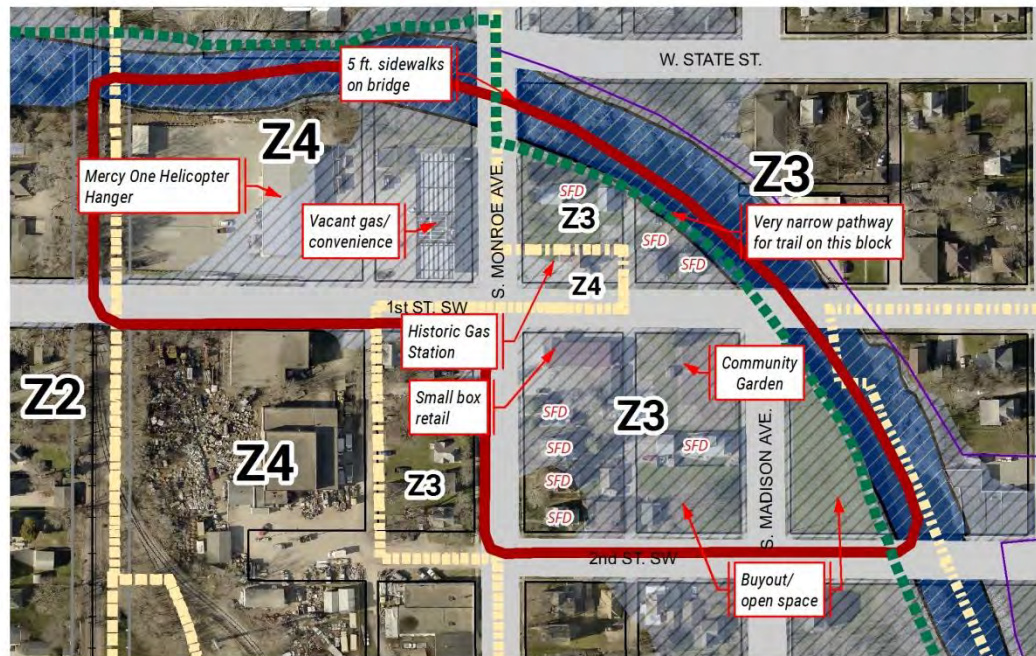 W. STATE ST.
5 ft. sidewalks
on bridge
Z4
Mercy One Helicopter
Hanger
Vacant gas/
convenience
S. MONROE AVE.
SFD
Z3
SFD
SFD
Z3
Very narrow pathway
for trail on this block
Z4
1st ST. SW
Historic Gas
Station
Small box
retail
Community
Garden
Z2
Z4
Z3
SFD
SFD
SFD
SFD
Z3
SFD
S. MADISON AVE.
2nd ST. SW
Buyout/
open space